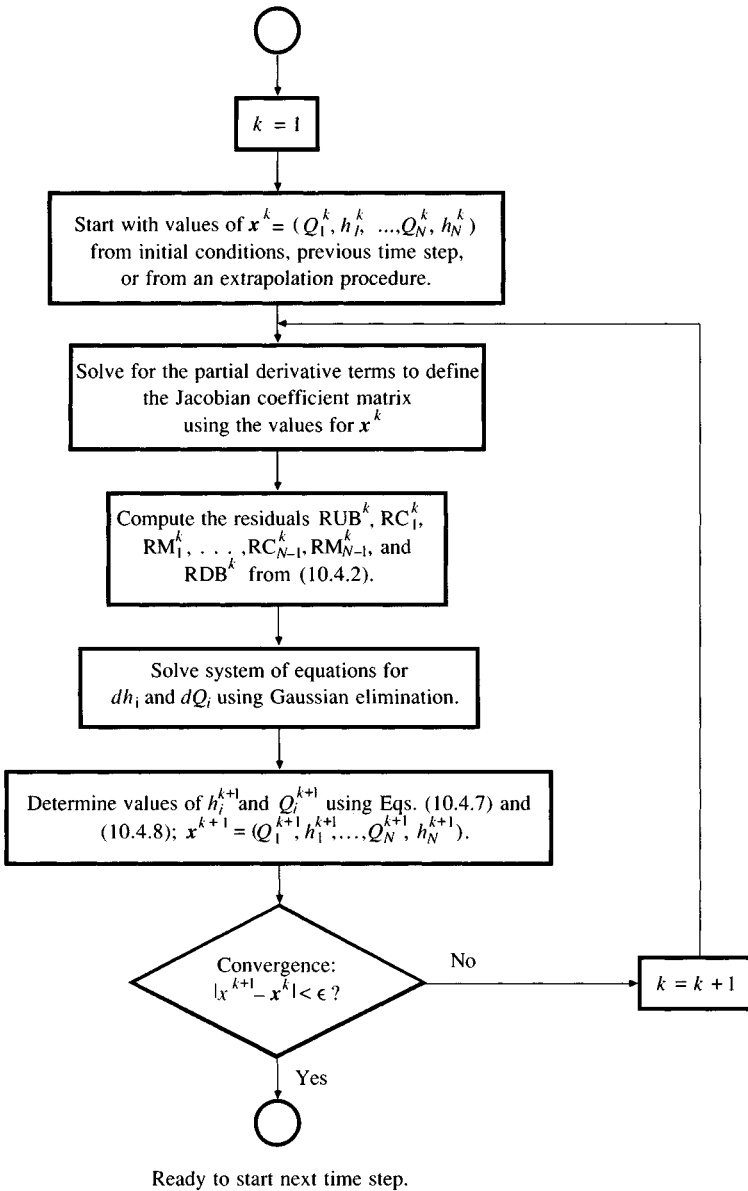 k = 1
Start with values of x^k = (Q_1^k, h_1^k, ...,Q_N^k, h_N^k)
from initial conditions, previous time step,
or from an extrapolation procedure.
Solve for the partial derivative terms to define
the Jacobian coefficient matrix
using the values for x^k
Compute the residuals RUB^k, RC_1^k,
RM_1^k, . . . ,RC_{N-1}^k, RM_{N-1}^k, and
RDB^k from (10.4.2).
Solve system of equations for
dh_i and dQ_i using Gaussian elimination.
Determine values of h_i^{k+1} and Q_i^{k+1} using Eqs. (10.4.7) and
(10.4.8); x^{k+1} = (Q_1^{k+1}, h_1^{k+1},...,Q_N^{k+1}, h_N^{k+1}).
Convergence:
|x^{k+1} – x^k| < ϵ ?
No
k = k + 1
Yes
Ready to start next time step.